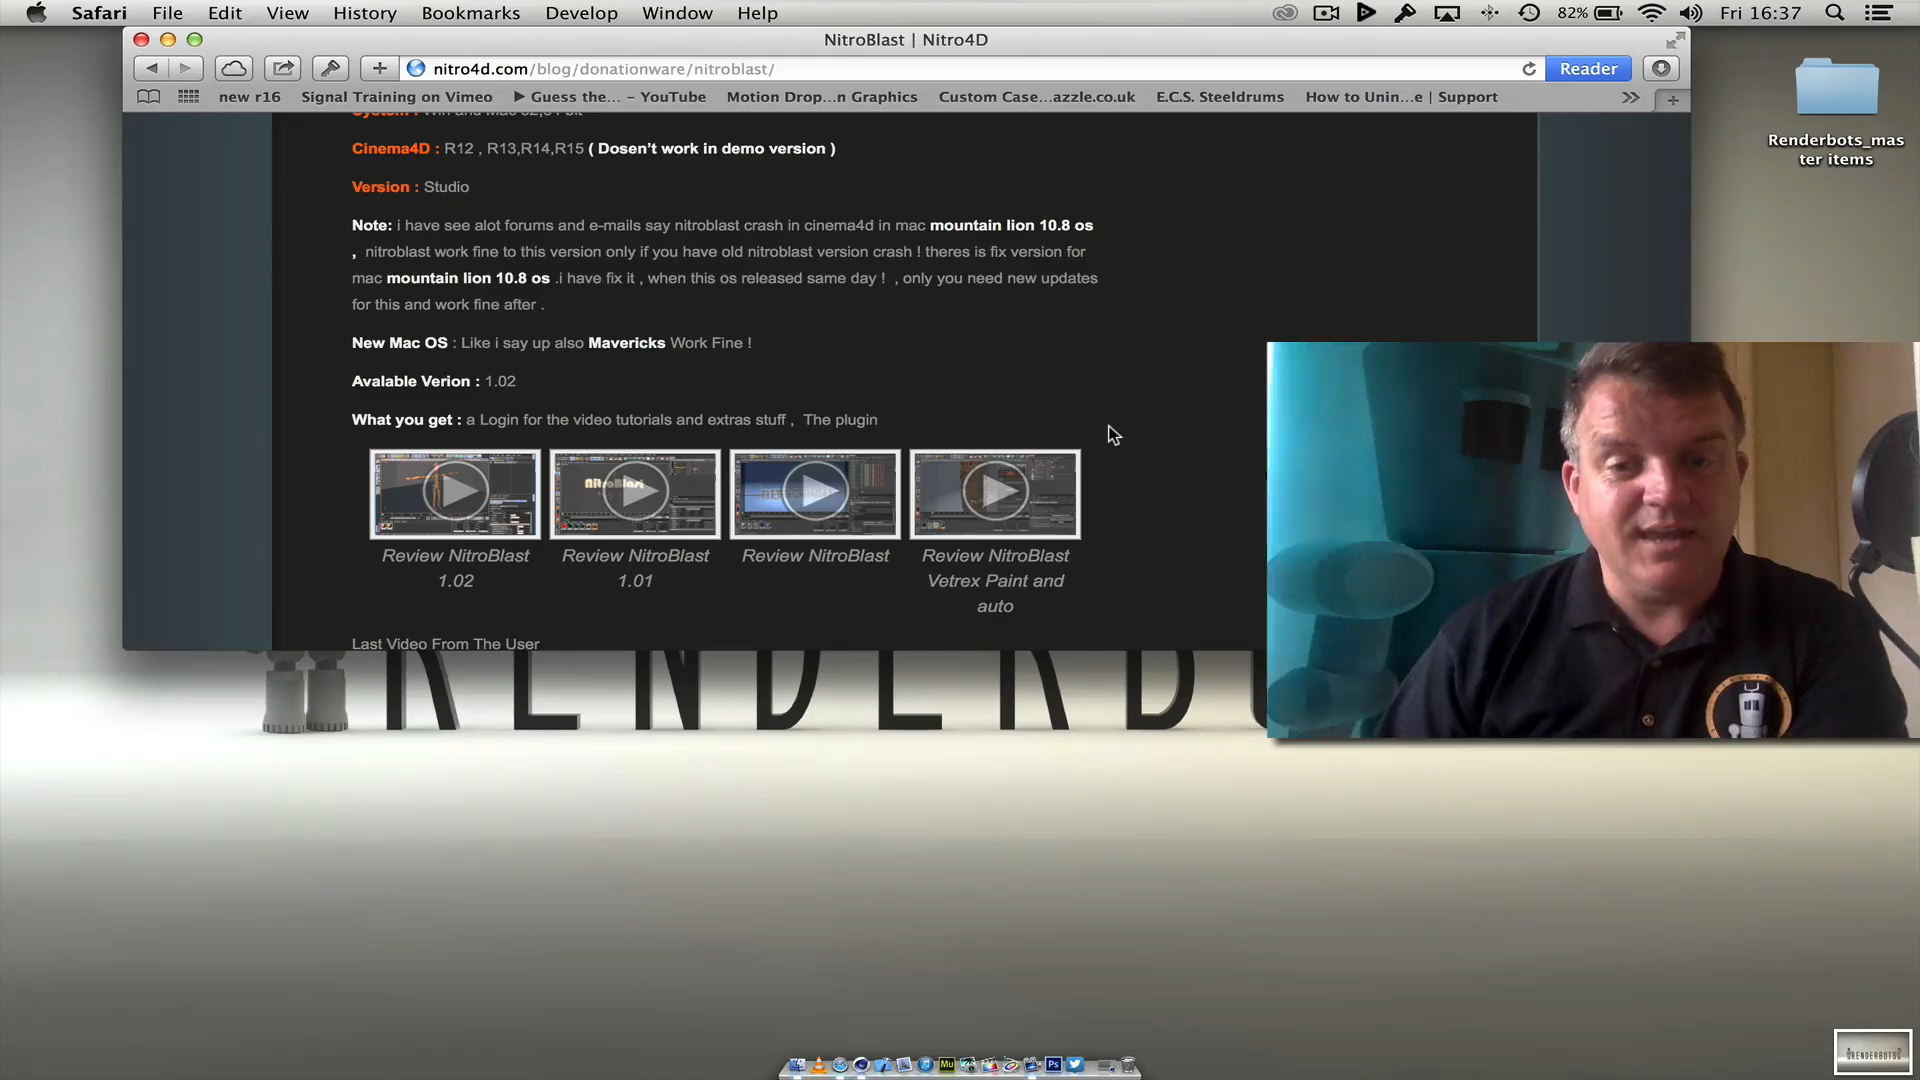 Safari File Edit View History Bookmarks Develop Window Help 82% Fri 16:37
NitroBlast | Nitro4D
nitro4d.com/blog/donationware/nitroblast/ Reader
new r16 Signal Training on Vimeo Guess the... – YouTube Motion Drop...n Graphics Custom Case...azzle.co.uk E.C.S. Steeldrums How to Unin...e | Support
Renderbots_mas
ter items
Cinema4D : R12 , R13,R14,R15 ( Dosen't work in demo version )
Version : Studio
Note: i have see alot forums and e-mails say nitroblast crash in cinema4d in mac mountain lion 10.8 os
, nitroblast work fine to this version only if you have old nitroblast version crash ! theres is fix version for
mac mountain lion 10.8 os .i have fix it , when this os released same day ! , only you need new updates
for this and work fine after .
New Mac OS : Like i say up also Mavericks Work Fine !
Avalable Verion : 1.02
What you get : a Login for the video tutorials and extras stuff , The plugin
NitroBlast
Review NitroBlast
1.02
Review NitroBlast
1.01
Review NitroBlast
Review NitroBlast
Vetrex Paint and
auto
Last Video From The User
RENDERB
Mu Ps
RENDERBOTS